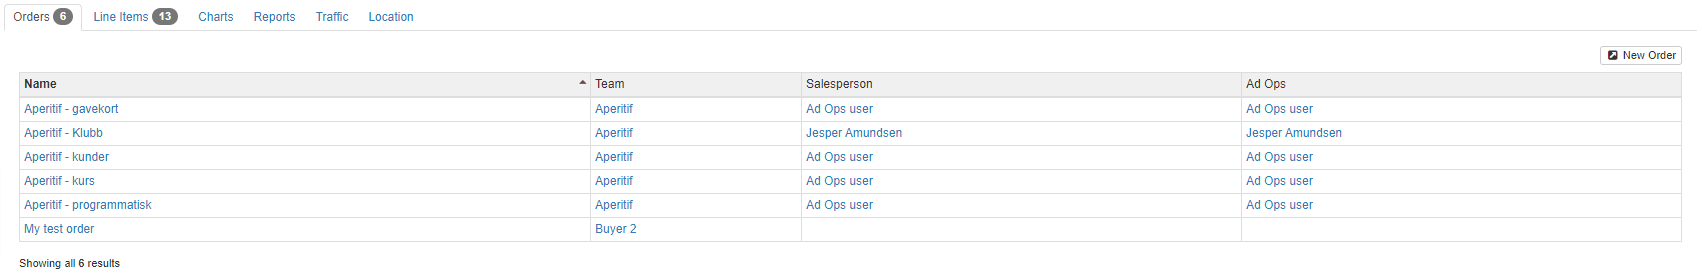 Orders 6 Line Items 13 Charts Reports Traffic Location
New Order
Name Team Salesperson Ad Ops
Aperitif - gavekort Aperitif Ad Ops user Ad Ops user
Aperitif - Klubb Aperitif Jesper Amundsen Jesper Amundsen
Aperitif - kunder Aperitif Ad Ops user Ad Ops user
Aperitif - kurs Aperitif Ad Ops user Ad Ops user
Aperitif - programmatisk Aperitif Ad Ops user Ad Ops user
My test order Buyer 2
Showing all 6 results